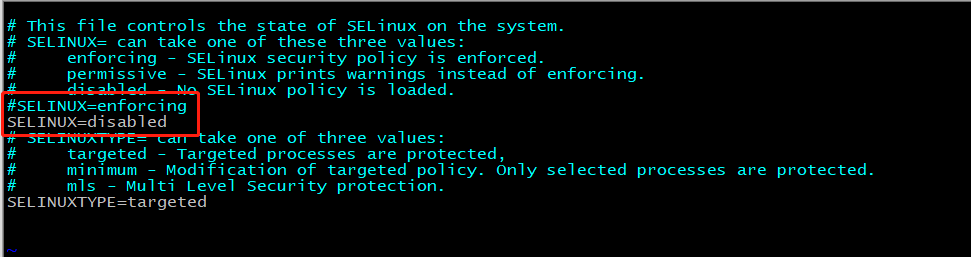 # This file controls the state of SELinux on the system.
# SELINUX= can take one of these three values:
#     enforcing - SELinux security policy is enforced.
#     permissive - SELinux prints warnings instead of enforcing.
#     disabled - No SELinux policy is loaded.
#SELINUX=enforcing
SELINUX=disabled
# SELINUXTYPE= can take one of three values:
#     targeted - Targeted processes are protected,
#     minimum - Modification of targeted policy. Only selected processes are protected.
#     mls - Multi Level Security protection.
SELINUXTYPE=targeted
~